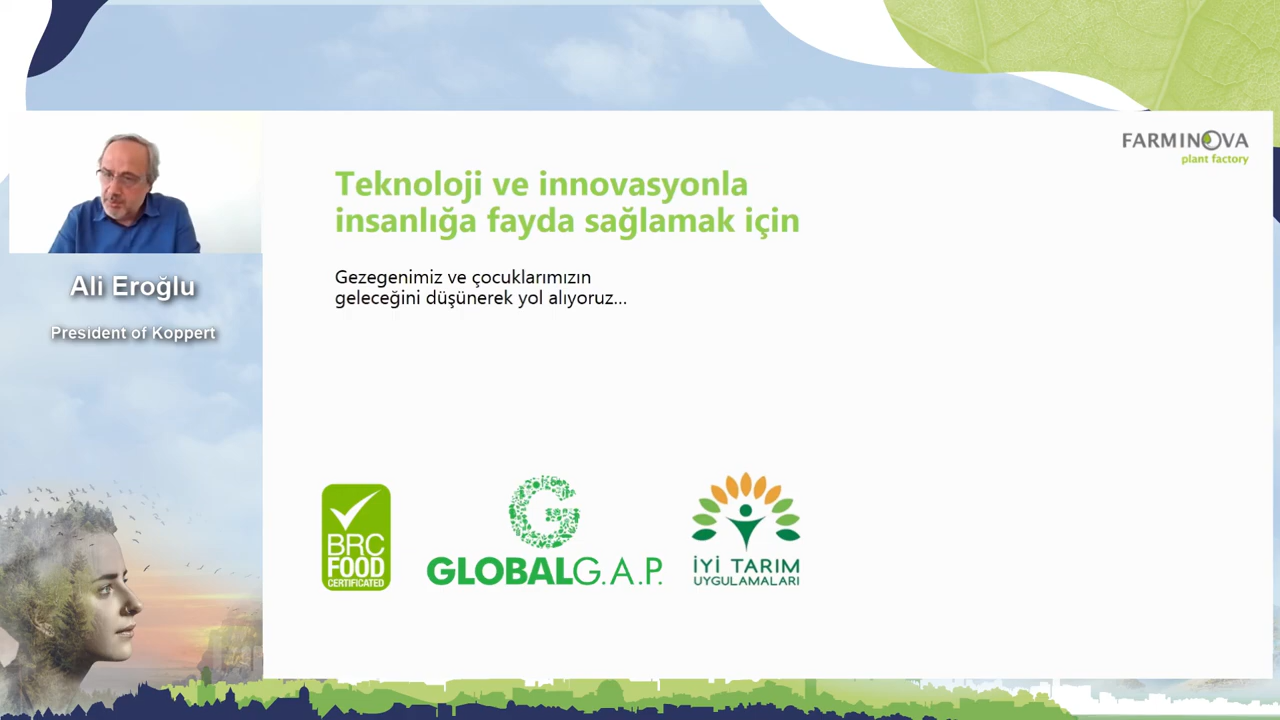 FARMINOVA
plant factory
Teknoloji ve innovasyonla
insanlığa fayda sağlamak için
Gezegenimiz ve çocuklarımızın
geleceğini düşünerek yol alıyoruz...
Ali Eroğlu
President of Koppert
BRC
FOOD
CERTIFICATED
G
GLOBALG.A.P.
İYİ TARIM
UYGULAMALARI